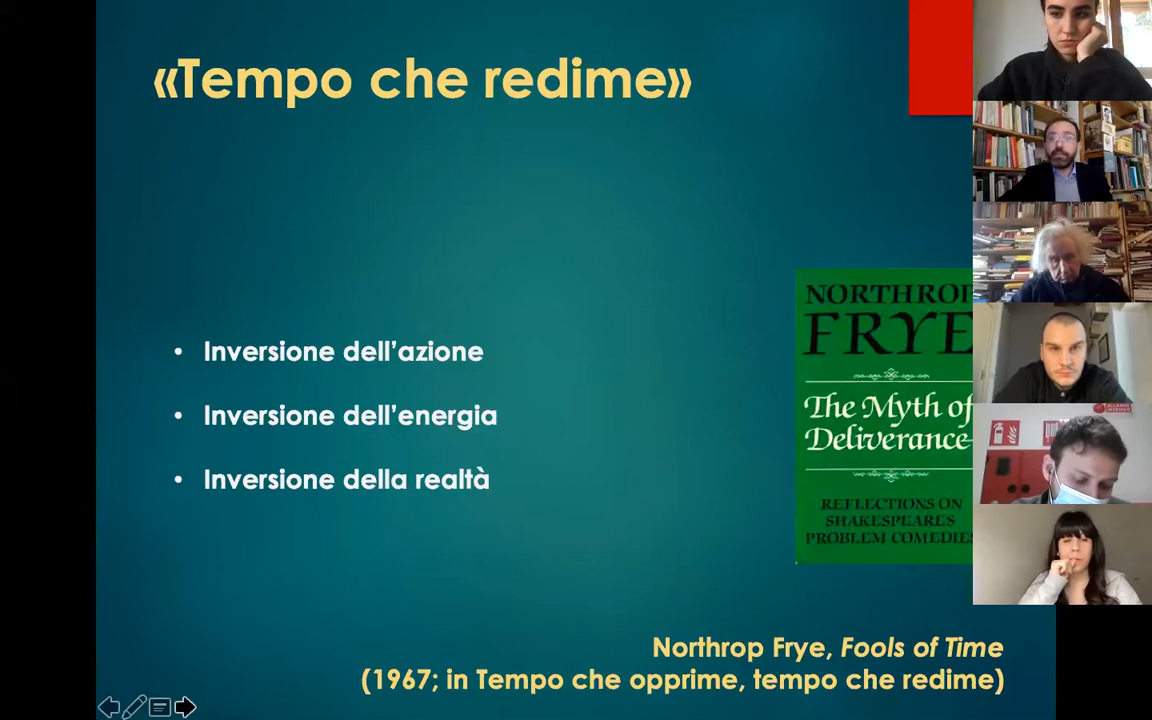 «Tempo che redime»
• Inversione dell’azione
• Inversione dell’energia
• Inversione della realtà
NORTHROP
FRYE
The Myth of
Deliverance
REFLECTIONS ON
SHAKESPEARE'S
PROBLEM COMEDIES
Northrop Frye, Fools of Time
(1967; in Tempo che opprime, tempo che redime)